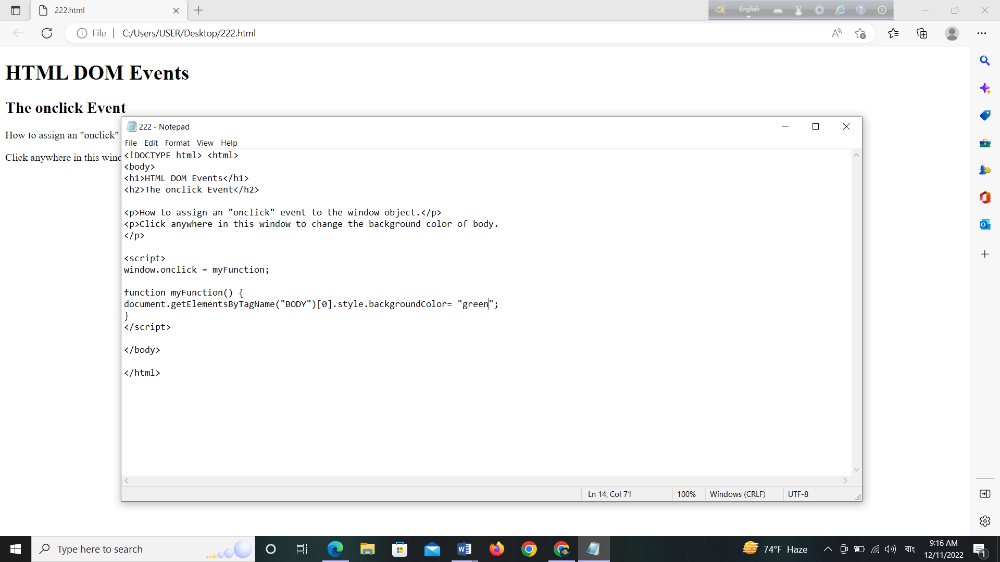 222.html
English
File
C:/Users/USER/Desktop/222.html
HTML DOM Events
The onclick Event
How to assign an "onclick"
Click anywhere in this wind
222 - Notepad
File Edit Format View Help
<!DOCTYPE html> <html>
<body>
<h1>HTML DOM Events</h1>
<h2>The onclick Event</h2>
<p>How to assign an "onclick" event to the window object.</p>
<p>Click anywhere in this window to change the background color of body.
</p>
<script>
window.onclick = myFunction;
function myFunction() {
document.getElementsByTagName("BODY")[0].style.backgroundColor= "green";
}
</script>
</body>
</html>
Ln 14, Col 71 100% Windows (CRLF) UTF-8
Type here to search
74°F Haze
বাং
9:16 AM
12/11/2022
1